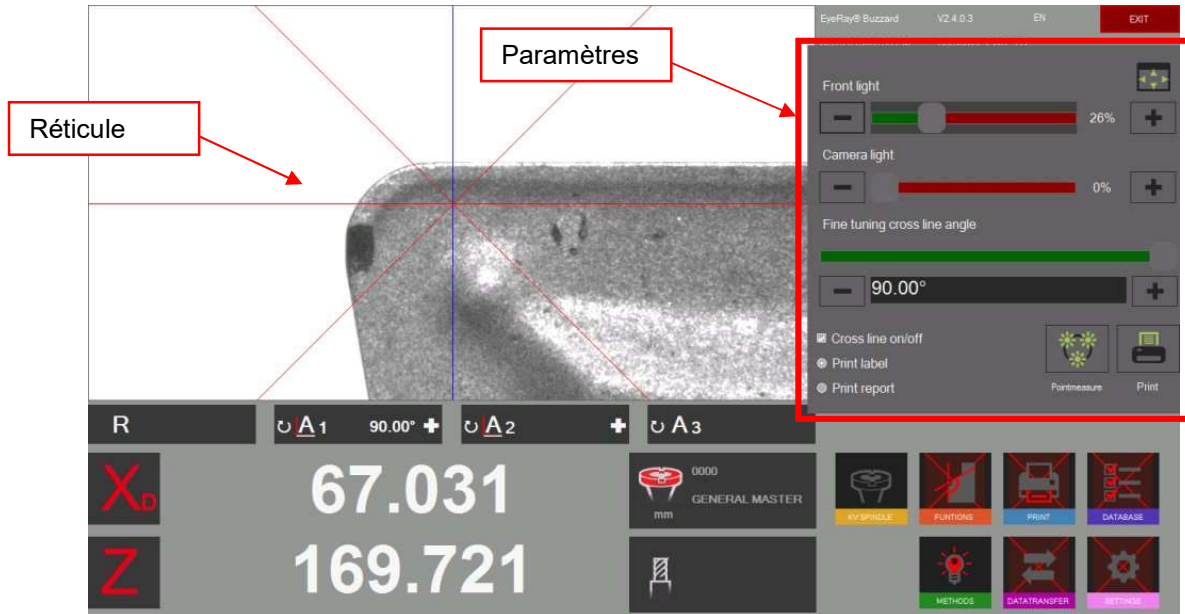 EyeRay® Buzzard V2.4.0.3 EN EXIT
Paramètres
Réticule
Front light
26%
Camera light
0%
Fine tuning cross line angle
90.00°
Cross line on/off
Print label
Print report
Pointmeasure Print
R A1 90.00° A2 A3
XD 67.031
0000
GENERAL MASTER
mm
KV SPINDLE FUNTIONS PRINT DATABASE
Z 169.721
METHODS DATATRANSFER SETTINGS